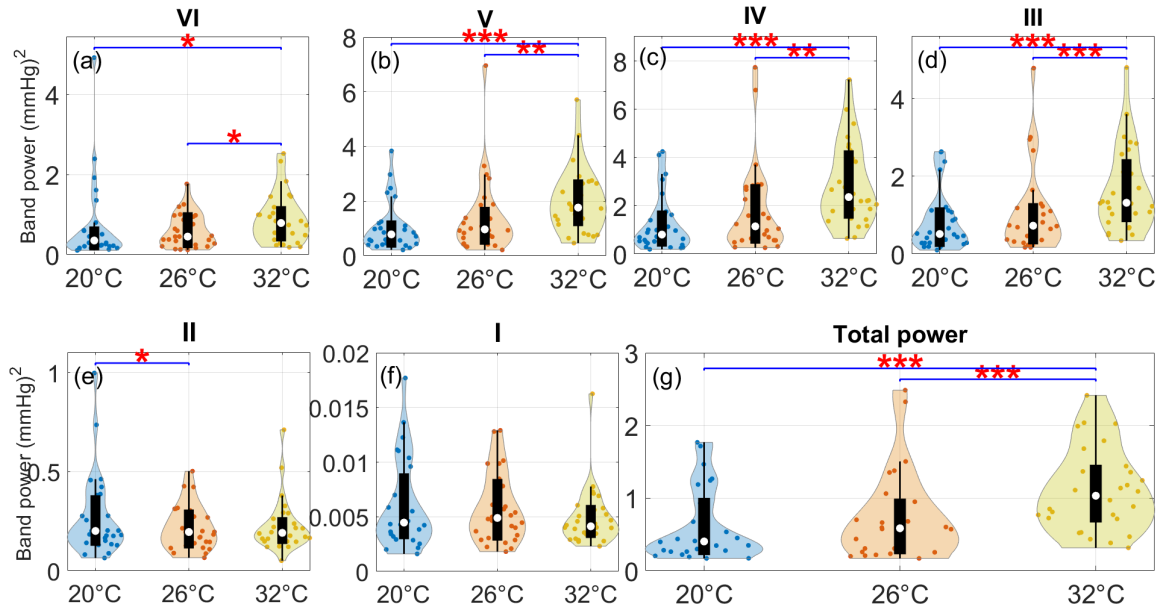 VI
V
IV
III
(a)
*
*
Band power (mmHg)²
4
2
0
20°C 26°C 32°C
(b)
***
**
8
6
4
2
0
20°C 26°C 32°C
(c)
***
**
6
4
2
0
20°C 26°C 32°C
(d)
***
***
4
2
0
20°C 26°C 32°C
II
I
Total power
(e)
*
Band power (mmHg)²
1
0.5
0
20°C 26°C 32°C
(f)
0.02
0.015
0.01
0.005
0
20°C 26°C 32°C
(g)
***
***
3
2
1
0
20°C 26°C 32°C